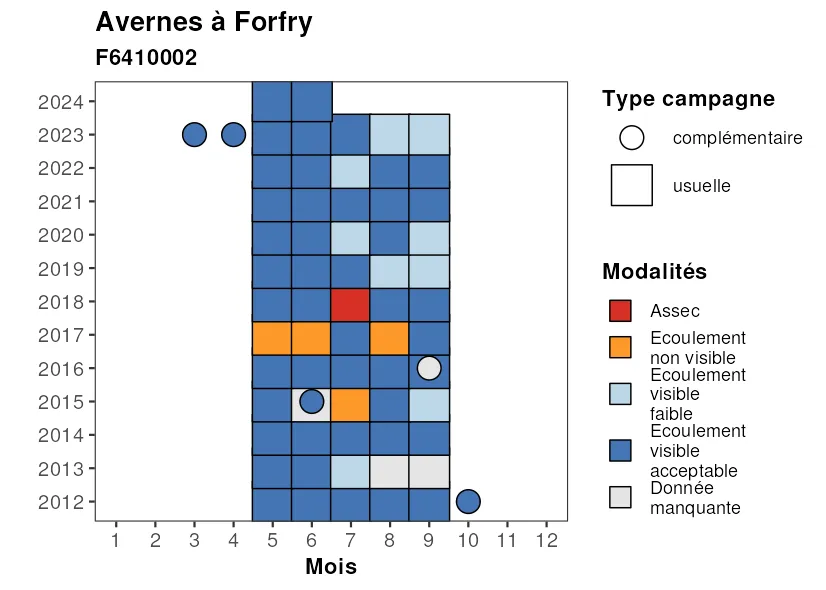 Avernes à Forfry
F6410002
2024
2023
2022
2021
2020
2019
2018
2017
2016
2015
2014
2013
2012
1 2 3 4 5 6 7 8 9 10 11 12
Mois
Type campagne
complémentaire
usuelle
Modalités
Assec
Ecoulement
non visible
Ecoulement
visible
faible
Ecoulement
visible
acceptable
Donnée
manquante